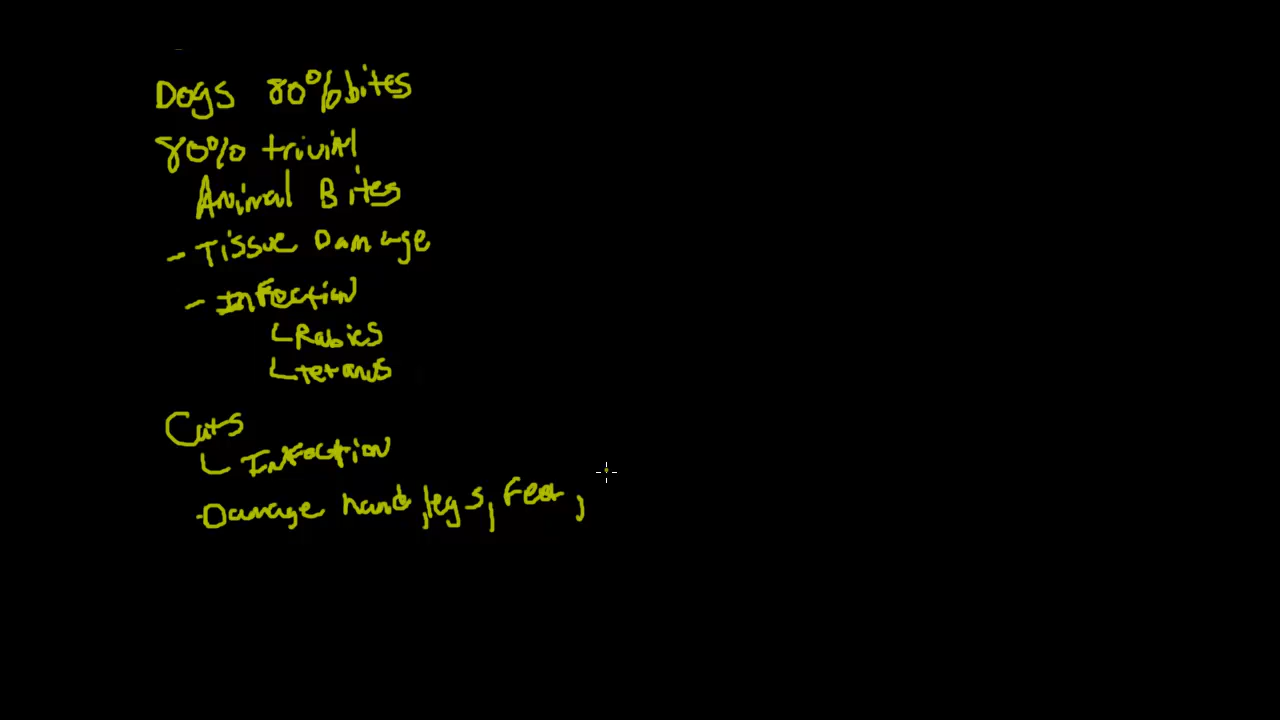 Dogs 80% bites
80% trivial
Animal Bites
- Tissue Damage
- Infection
Rabies
tetanus
Cats
Infection
- Damage hand, legs, feet,